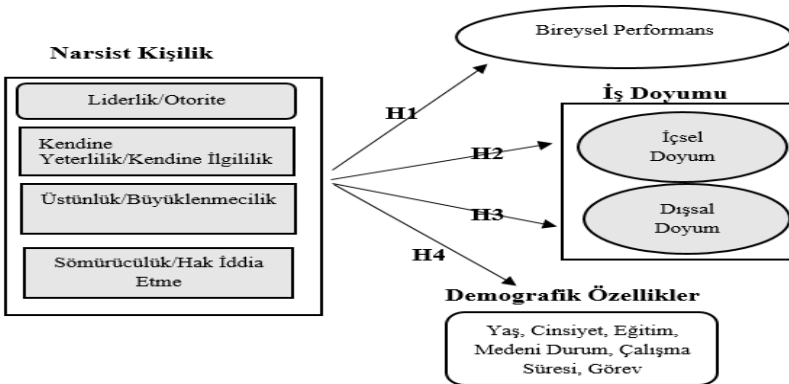 Narsist Kişilik
Liderlik/Otorite
Kendine
Yeterlilik/Kendine İlgililik
Üstünlük/Büyüklenmecilik
Sömürücülük/Hak İddia
Etme
H1
H2
H3
H4
Bireysel Performans
İş Doyumu
İçsel
Doyum
Dışsal
Doyum
Demografik Özellikler
Yaş, Cinsiyet, Eğitim,
Medeni Durum, Çalışma
Süresi, Görev